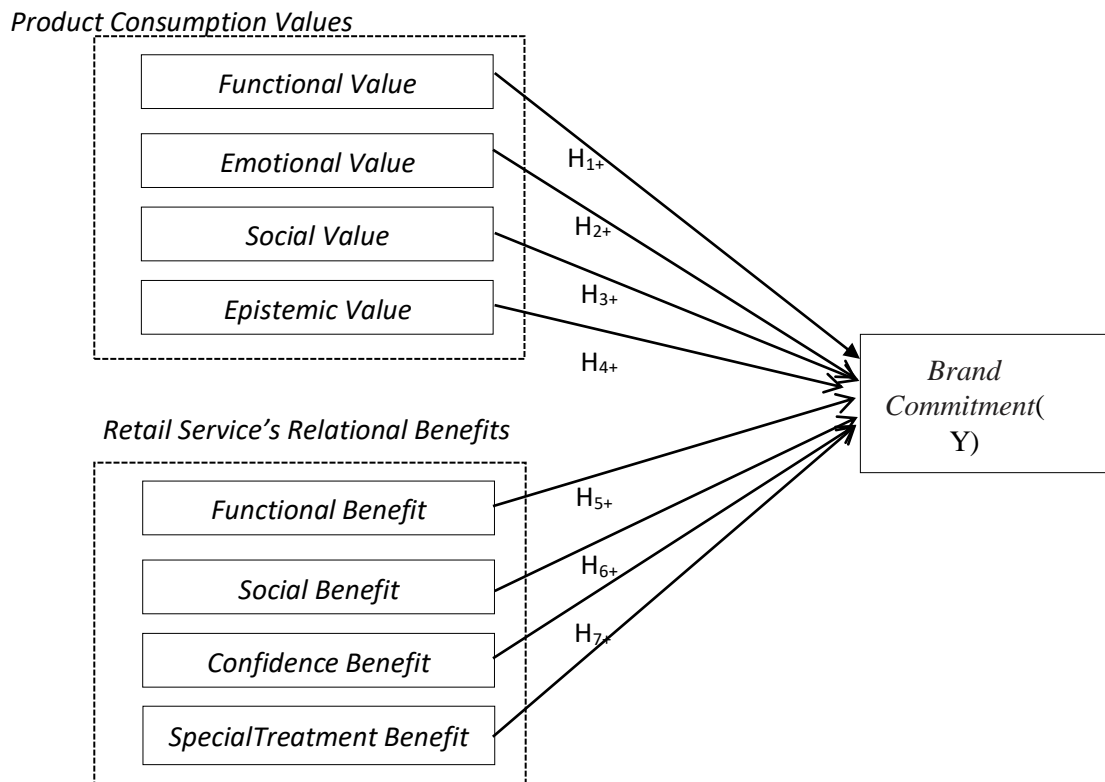 Product Consumption Values
Functional Value
Emotional Value
Social Value
Epistemic Value
H1+
H2+
H3+
H4+
Brand
Commitment(
Y)
Retail Service’s Relational Benefits
Functional Benefit
Social Benefit
Confidence Benefit
SpecialTreatment Benefit
H5+
H6+
H7+